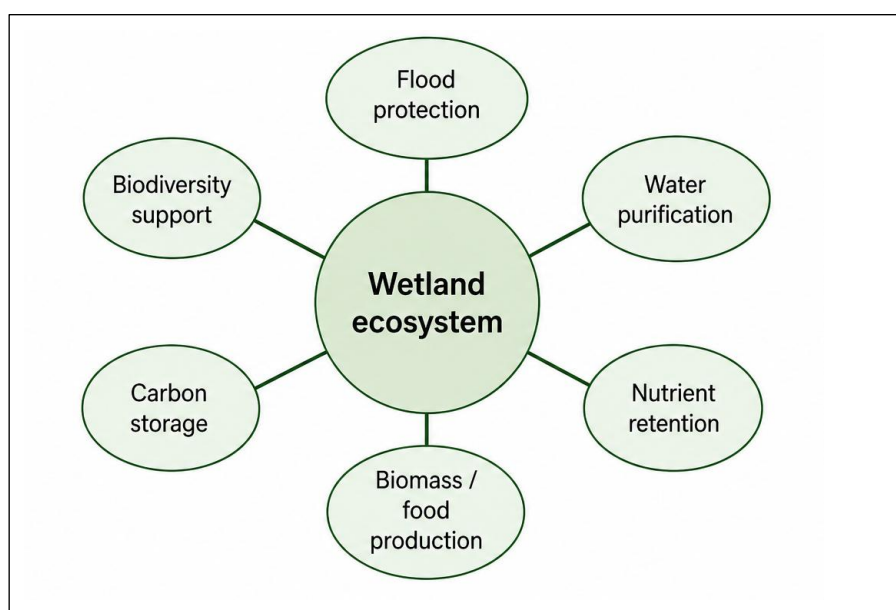 Flood
protection
Biodiversity
support
Water
purification
Wetland
ecosystem
Carbon
storage
Nutrient
retention
Biomass /
food
production